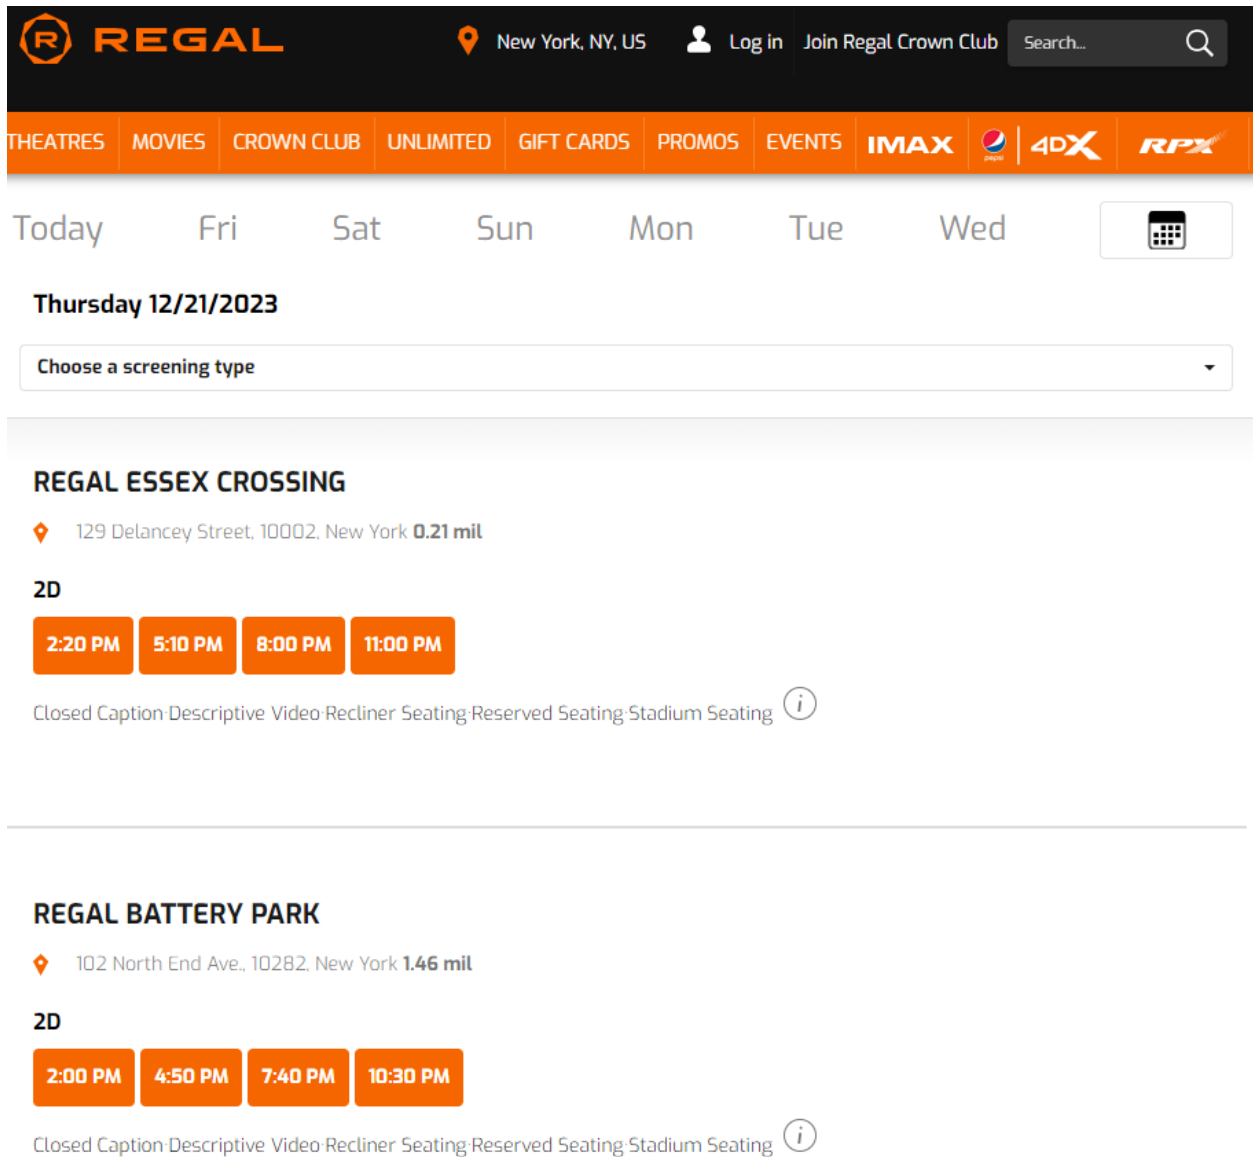 R REGAL New York, NY, US Log in Join Regal Crown Club Search...
THEATRES MOVIES CROWN CLUB UNLIMITED GIFT CARDS PROMOS EVENTS IMAX pepsi 4DX RPX
Today Fri Sat Sun Mon Tue Wed
Thursday 12/21/2023
Choose a screening type
REGAL ESSEX CROSSING
129 Delancey Street, 10002, New York 0.21 mil
2D
2:20 PM 5:10 PM 8:00 PM 11:00 PM
Closed Caption·Descriptive Video·Recliner Seating·Reserved Seating·Stadium Seating i
REGAL BATTERY PARK
102 North End Ave., 10282, New York 1.46 mil
2D
2:00 PM 4:50 PM 7:40 PM 10:30 PM
Closed Caption·Descriptive Video·Recliner Seating·Reserved Seating·Stadium Seating i